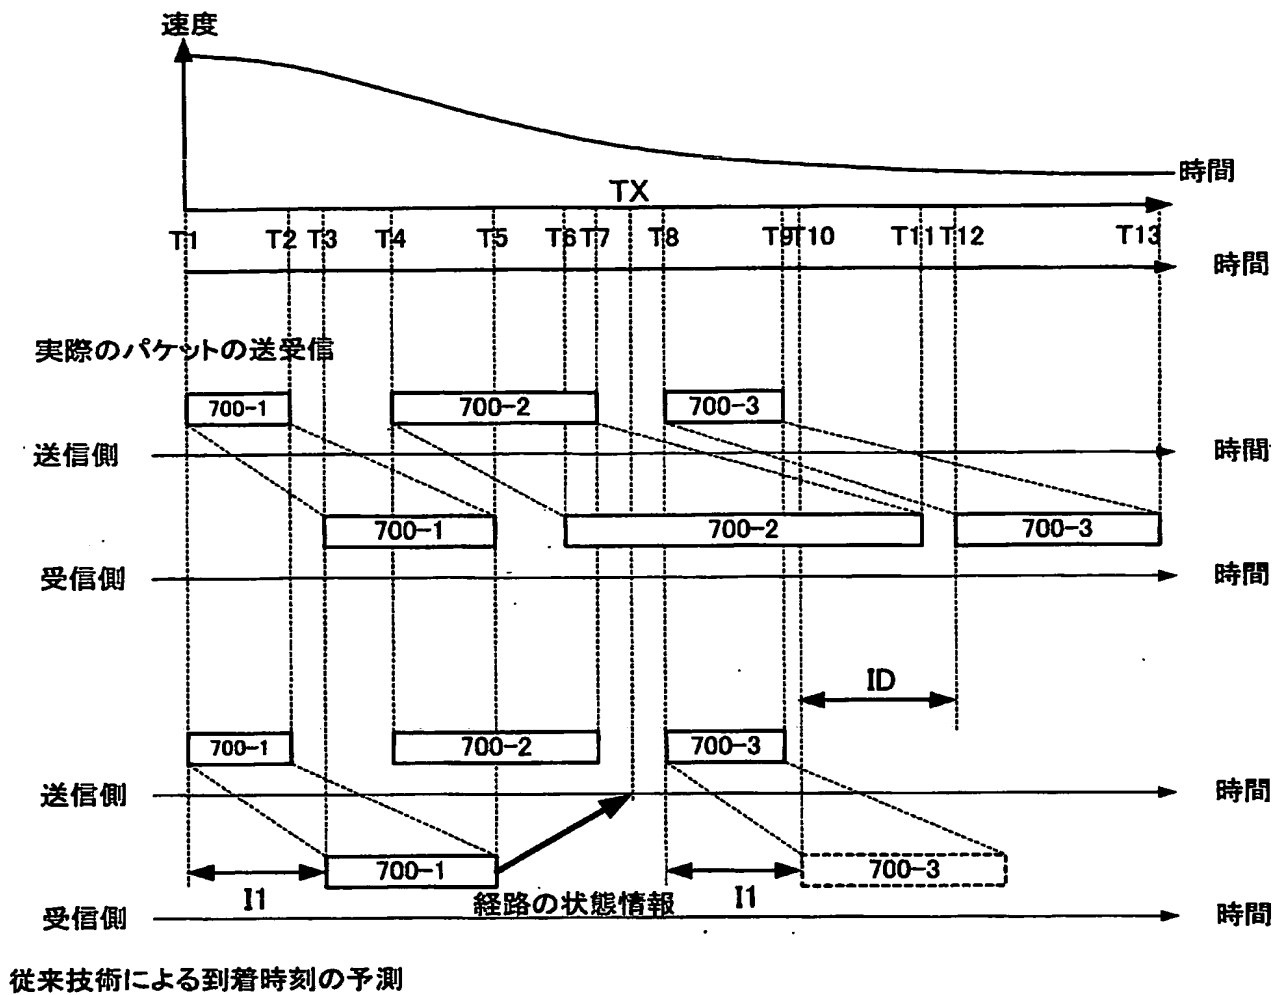 速度
時間
TX
T1 T2 T3 T4 T5 T6 T7 T8 T9 T10 T11 T12 T13
時間
実際のパケットの送受信
700-1 700-2 700-3
送信側 時間
700-1 700-2 700-3
受信側 時間
ID
700-1 700-2 700-3
送信側 時間
700-1 700-3
I1 経路の状態情報 I1
受信側 時間
従来技術による到着時刻の予測